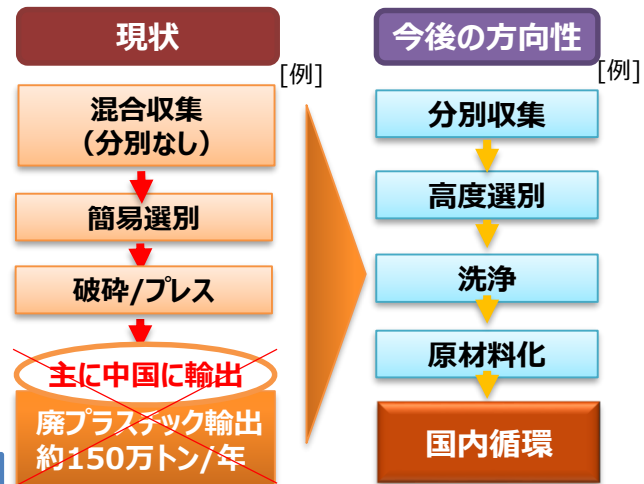 現状
[例]
混合収集
（分別なし）
簡易選別
破砕/プレス
主に中国に輸出
廃プラスチック輸出
約150万トン/年
今後の方向性
[例]
分別収集
高度選別
洗浄
原材料化
国内循環